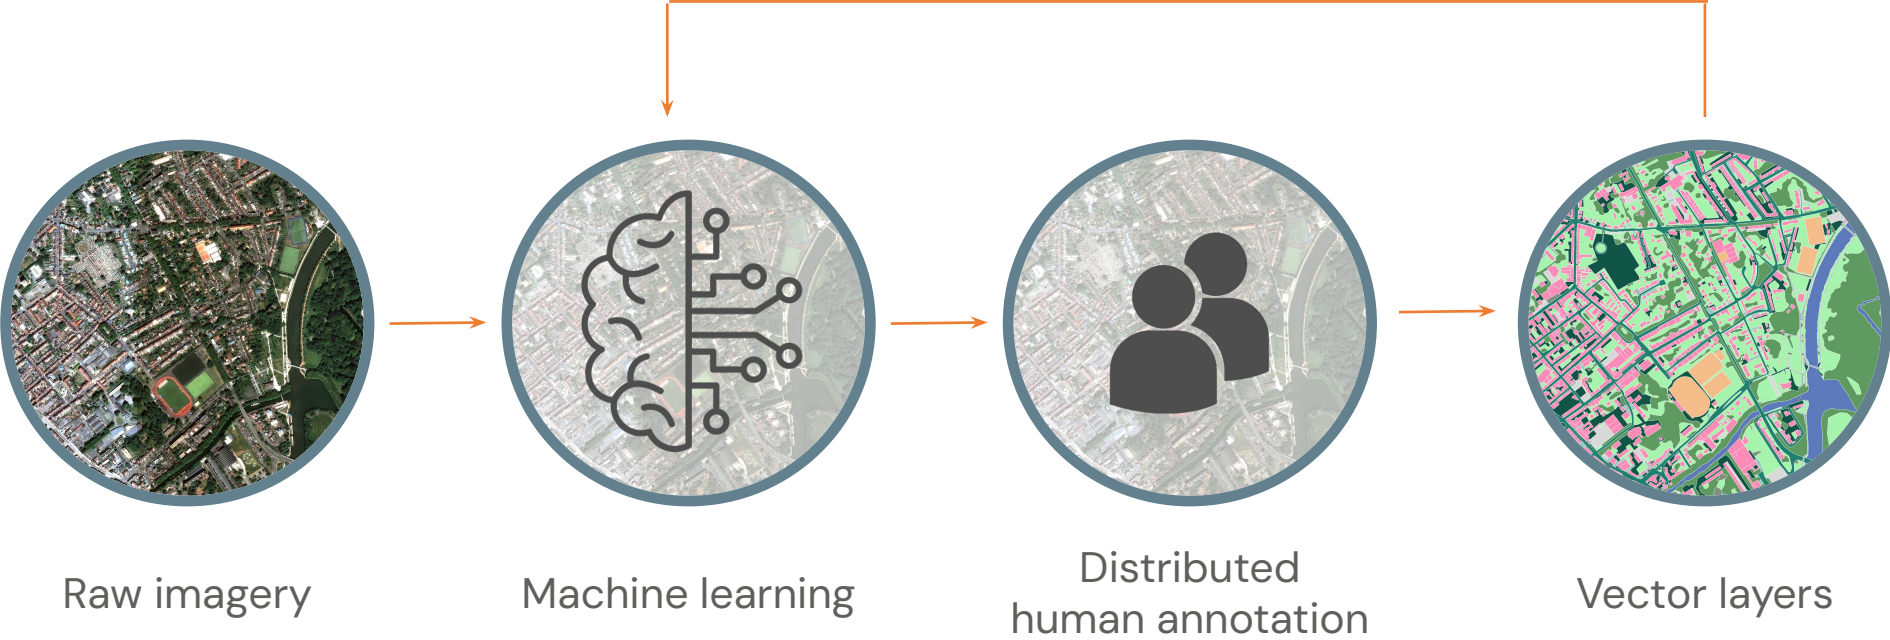 Raw imagery
Machine learning
Distributed
human annotation
Vector layers